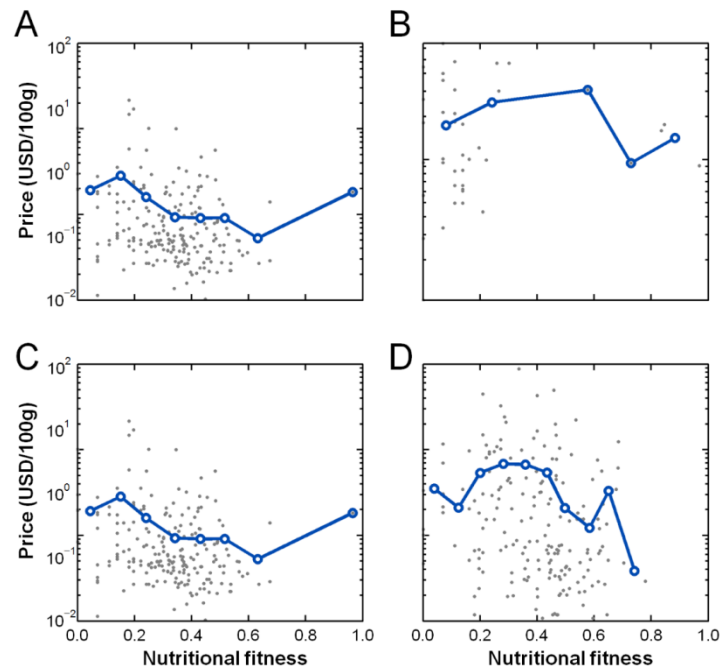 A
B
10²
10¹
10⁰
10⁻¹
10⁻²
Price (USD/100g)
C
D
10²
10¹
10⁰
10⁻¹
10⁻²
Price (USD/100g)
0.0 0.2 0.4 0.6 0.8 1.0
0.0 0.2 0.4 0.6 0.8 1.0
Nutritional fitness
Nutritional fitness